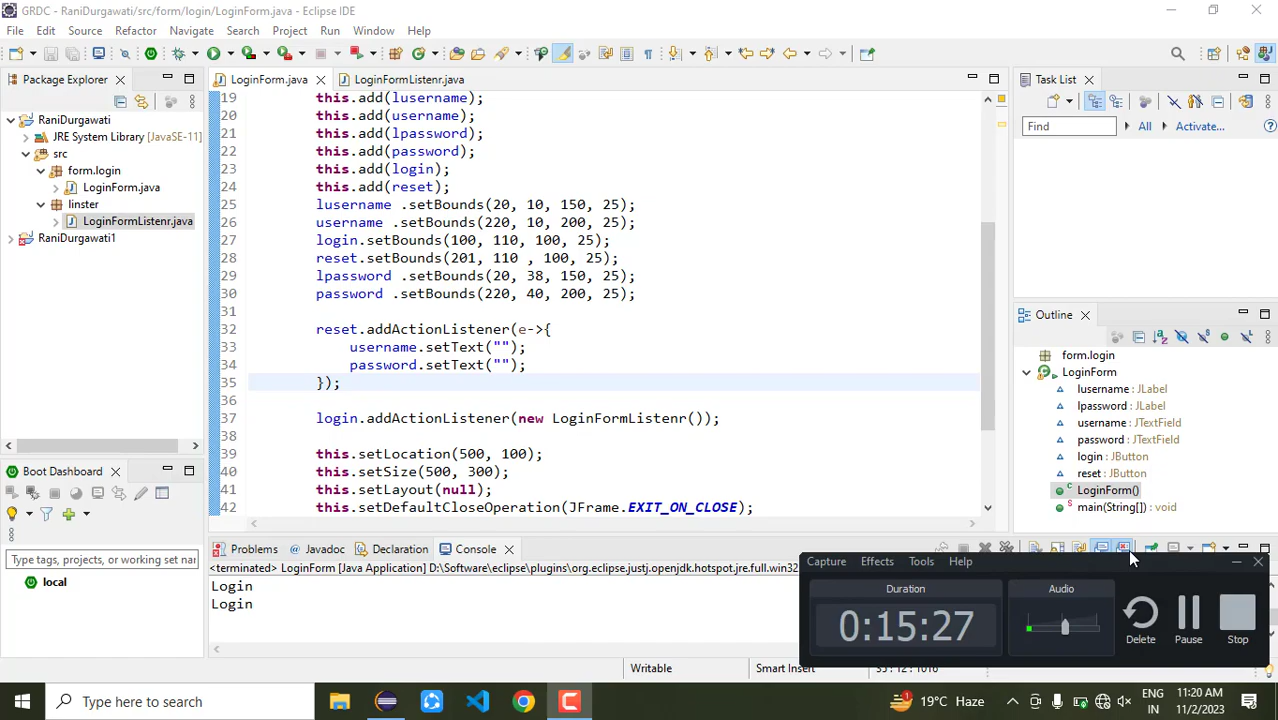 GRDC - RaniDurgawati/src/form/login/LoginForm.java - Eclipse IDE
File Edit Source Refactor Navigate Search Project Run Window Help
Package Explorer
RaniDurgawati
JRE System Library [JavaSE-11]
src
form.login
LoginForm.java
linster
LoginFormListenr.java
RaniDurgawati1
Boot Dashboard
Type tags, projects, or working set nan
local
LoginForm.java LoginFormListenr.java
19 this.add(lusername);
20 this.add(username);
21 this.add(lpassword);
22 this.add(password);
23 this.add(login);
24 this.add(reset);
25 lusername .setBounds(20, 10, 150, 25);
26 username .setBounds(220, 10, 200, 25);
27 login.setBounds(100, 110, 100, 25);
28 reset.setBounds(201, 110 , 100, 25);
29 lpassword .setBounds(20, 38, 150, 25);
30 password .setBounds(220, 40, 200, 25);
31
32 reset.addActionListener(e->{
33 username.setText("");
34 password.setText("");
35 });
36
37 login.addActionListener(new LoginFormListenr());
38
39 this.setLocation(500, 100);
40 this.setSize(500, 300);
41 this.setLayout(null);
42 this.setDefaultCloseOperation(JFrame.EXIT_ON_CLOSE);
Problems Javadoc Declaration Console
<terminated> LoginForm [Java Application] D:\Software\eclipse\plugins\org.eclipse.justj.openjdk.hotspot.jre.full.win32
Login
Login
Task List
Find All Activate...
Outline
form.login
LoginForm
lusername : JLabel
lpassword : JLabel
username : JTextField
password : JTextField
login : JButton
reset : JButton
LoginForm()
main(String[]) : void
Capture Effects Tools Help
Duration
0:15:27
Audio
Delete
Pause
Stop
Writable Smart Insert
Type here to search
1
19°C Haze
ENG
IN
11:20 AM
11/2/2023